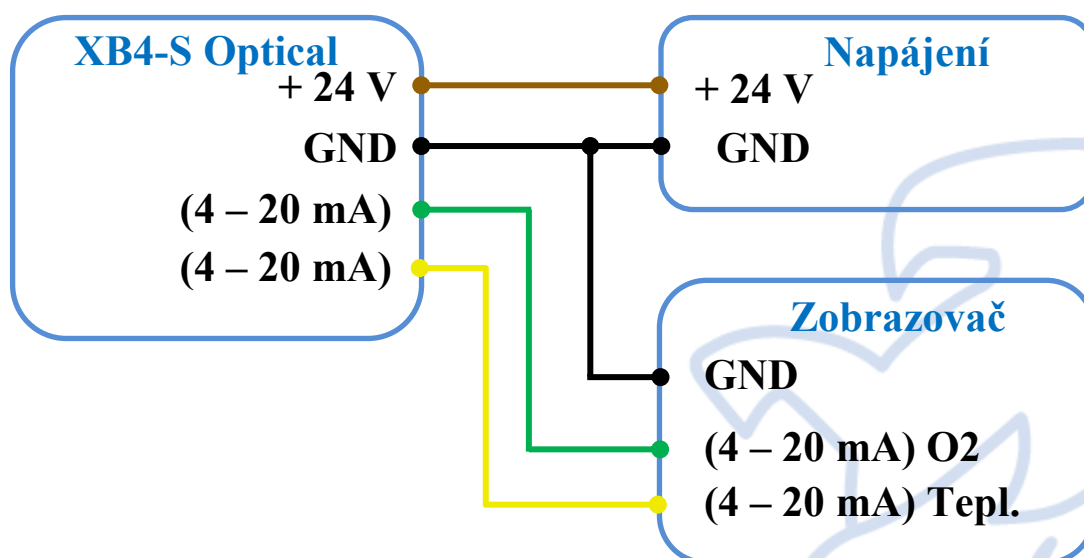 XB4-S Optical
+ 24 V
GND
(4 – 20 mA)
(4 – 20 mA)
Napájení
+ 24 V
GND
Zobrazovač
GND
(4 – 20 mA) O2
(4 – 20 mA) Tepl.